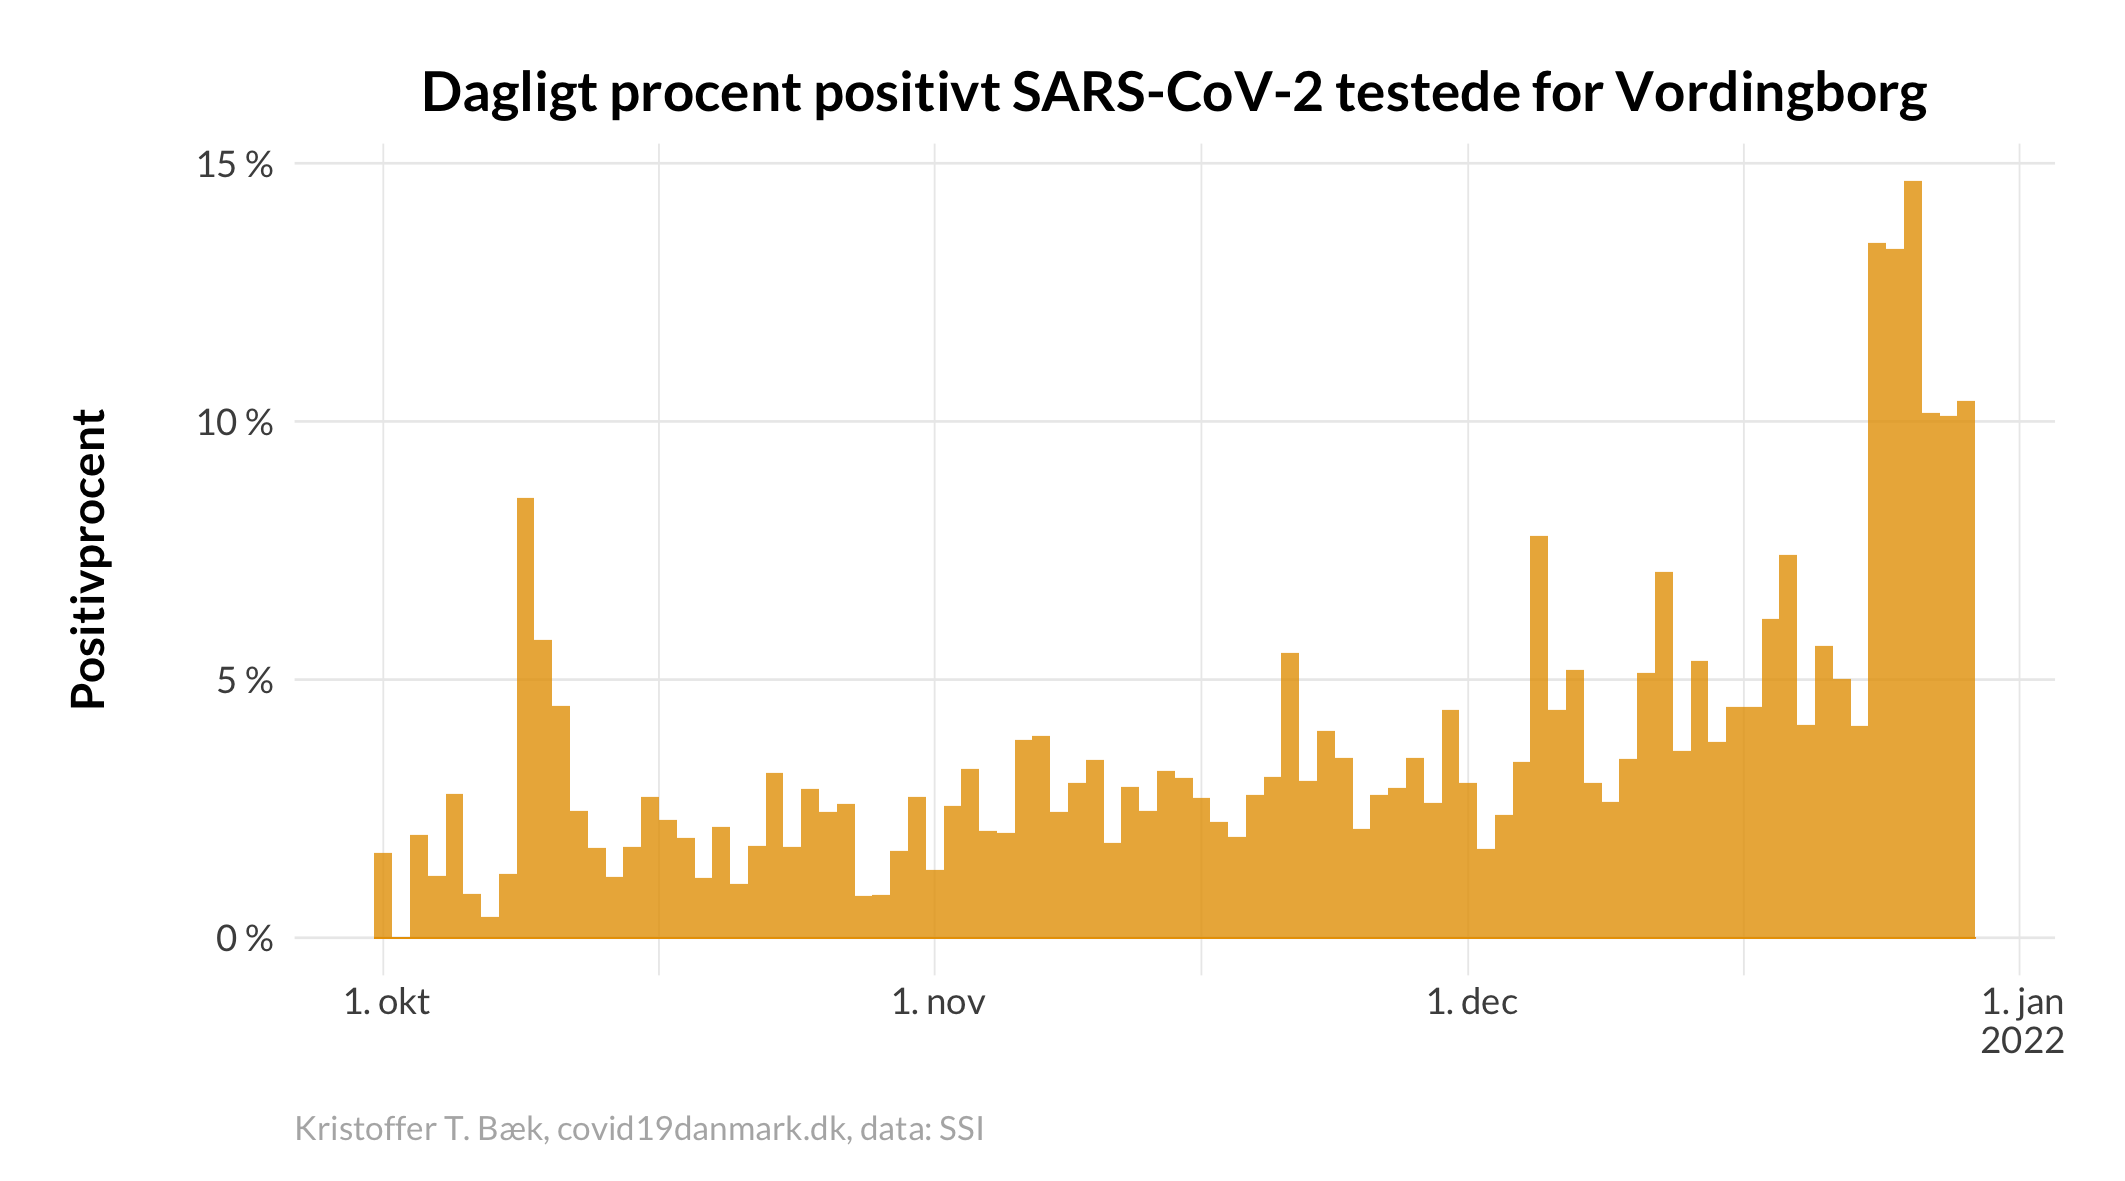 Dagligt procent positivt SARS-CoV-2 testede for Vordingborg
Positivprocent
15 %
10 %
5 %
0 %
1. okt
1. nov
1. dec
1. jan
2022
Kristoffer T. Bæk, covid19danmark.dk, data: SSI